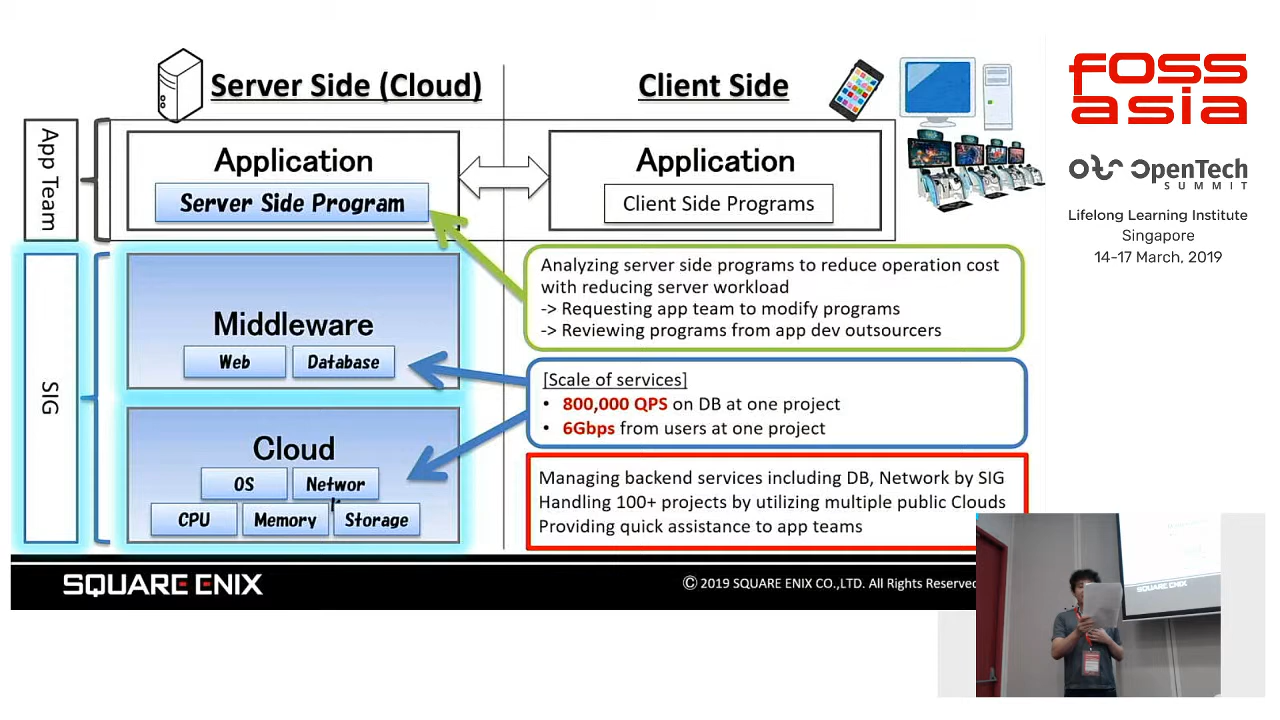 Server Side (Cloud)
Client Side
App Team
Application
Server Side Program
Application
Client Side Programs
SIG
Middleware
Web
Database
Cloud
OS
Networ
k
CPU
Memory
Storage
Analyzing server side programs to reduce operation cost
with reducing server workload
-> Requesting app team to modify programs
-> Reviewing programs from app dev outsourcers
[Scale of services]
• 800,000 QPS on DB at one project
• 6Gbps from users at one project
Managing backend services including DB, Network by SIG
Handling 100+ projects by utilizing multiple public Clouds
Providing quick assistance to app teams
SQUARE ENIX
© 2019 SQUARE ENIX CO.,LTD. All Rights Reserve
FOSS
asia
OTS OpenTech
SUMMIT
Lifelong Learning Institute
Singapore
14-17 March, 2019
SQUARE ENIX